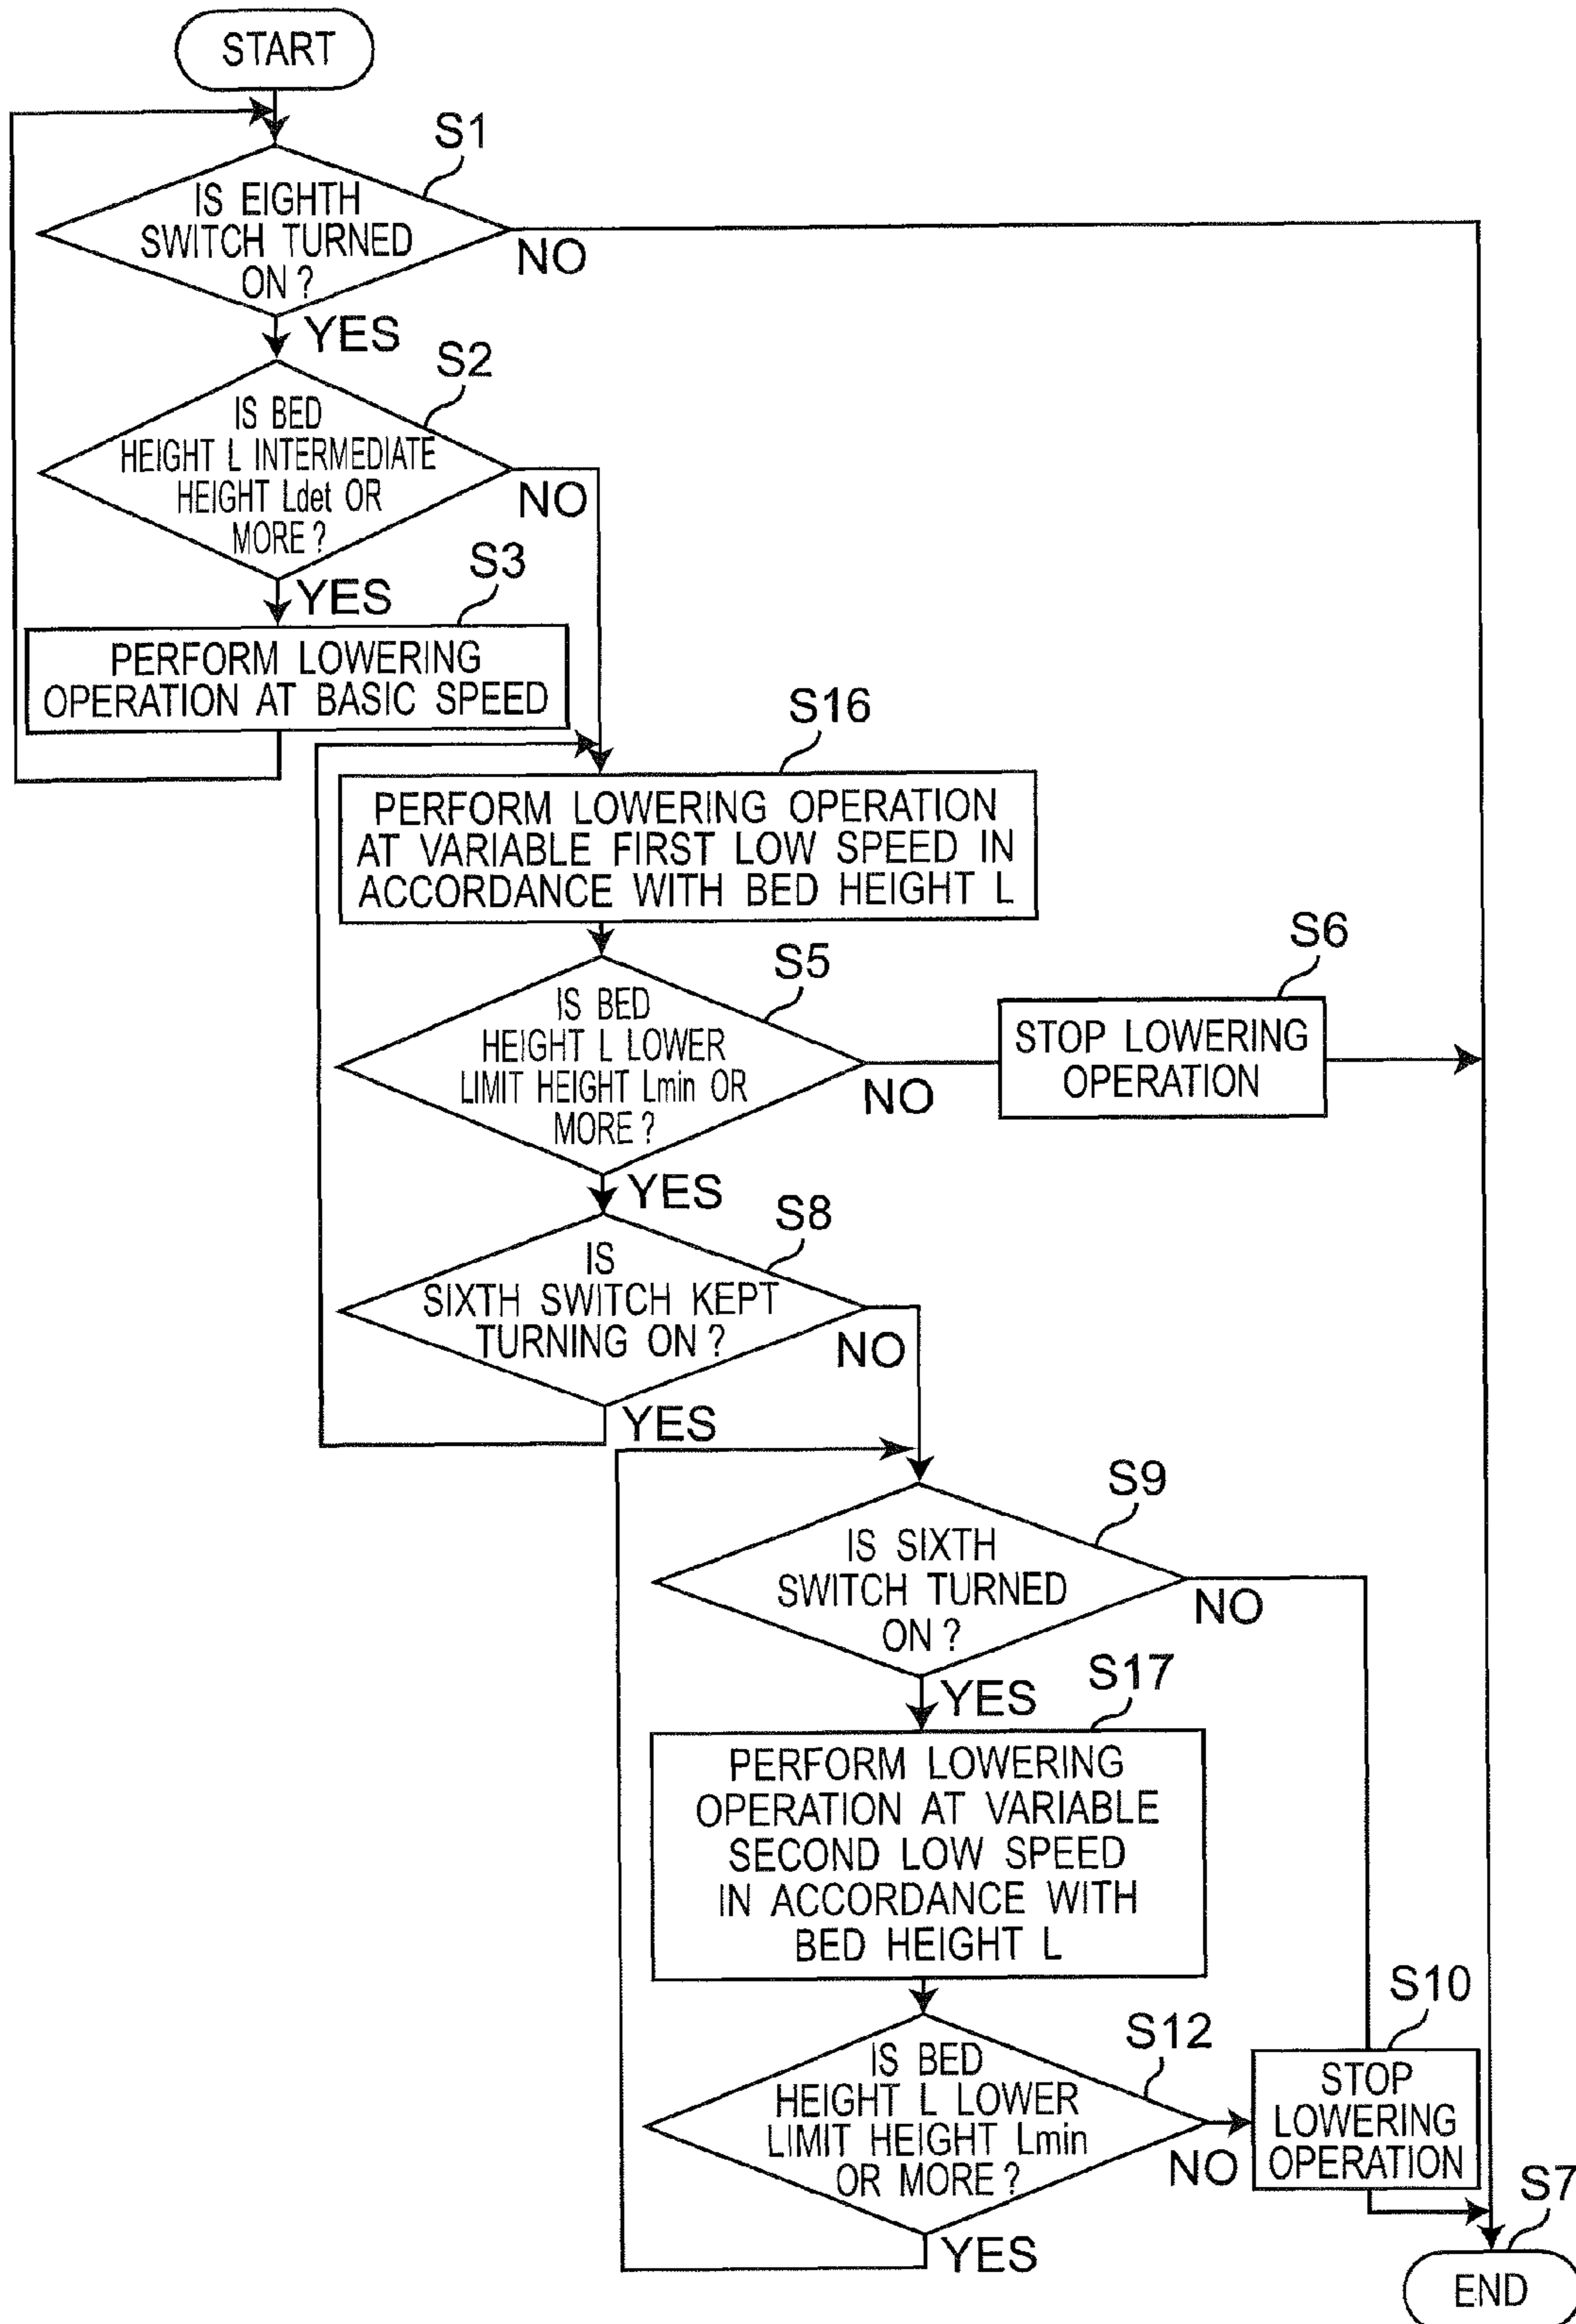 START
S1
IS EIGHTH
SWITCH TURNED
ON?
NO
YES
S2
IS BED
HEIGHT L INTERMEDIATE
HEIGHT Ldet OR
MORE?
NO
YES
S3
PERFORM LOWERING
OPERATION AT BASIC SPEED
S16
PERFORM LOWERING OPERATION
AT VARIABLE FIRST LOW SPEED IN
ACCORDANCE WITH BED HEIGHT L
S5
IS BED
HEIGHT L LOWER
LIMIT HEIGHT Lmin OR
MORE?
NO
S6
STOP LOWERING
OPERATION
YES
S8
IS
SIXTH SWITCH KEPT
TURNING ON?
NO
YES
S9
IS SIXTH
SWITCH TURNED
ON?
NO
YES
S17
PERFORM LOWERING
OPERATION AT VARIABLE
SECOND LOW SPEED
IN ACCORDANCE WITH
BED HEIGHT L
S12
IS BED
HEIGHT L LOWER
LIMIT HEIGHT Lmin
OR MORE?
NO
S10
STOP
LOWERING
OPERATION
YES
S7
END